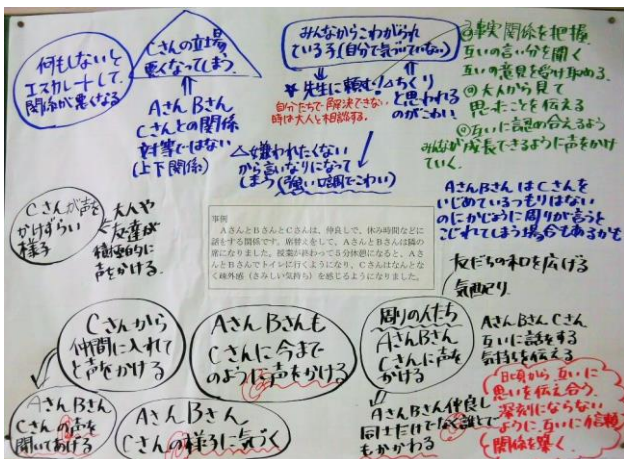 何もしないと
エスカレートして、
関係が悪くなる
Cさんの立場、
悪くなってしまう。
AさんBさん
Cさんとの関係
対等ではない
(上下関係)
みんなからこわがられ
ている子(自分で気づいていない)
先生に頼む!
ちくり
と思われる
のがこわい。
自分たちで解決できない
時は大人と相談する。
△を嫌われたくない
から言いなりになって
しまう(強い口調でこわい)
事実関係を把握
互いの言い分を聞く
互いの意見を受け止める。
大人から見て
思ったことを伝える
互いに認め合えるよう
みんなが成長できるように声をかけ
ていく。
AさんBさんはCさんを
いじめているつもりはない
のにかじょうに周りが言うと
こじれてしまう場合もあるかも
Cさんが声を
かけずらい
様子
大人や
友達が
積極的に
声をかける。
事例
AさんとBさんとCさんは、仲良しで、休み時間などに
話をする関係です。席替えをして、AさんとBさんは隣の
席になりました。授業が終わって5分休憩になると、Aさ
んとBさんでトイレに行くようになり、Cさんはなんとな
く疎外感(さみしい気持ち)を感じるようになりました。
友だちの和を広げる
気配り。
Cさんから
仲間に入れて
と声をかける
AさんBさんも
Cさんに今まで
のように声をかける
周りの人たち
AさんBさん
Cさんに声を
かける
AさんBさんCさん
互いに話をする
気持ちを伝える
AさんBさん
Cさんの声を
聞いてあげる
AさんBさん
Cさんの様子に気づく
AさんBさん仲良し
同士だけでなく誰とで
もかかわる
日頃から互いに
思いを伝え合う。
深刻にならない
ように、互いに信頼
関係を築く。